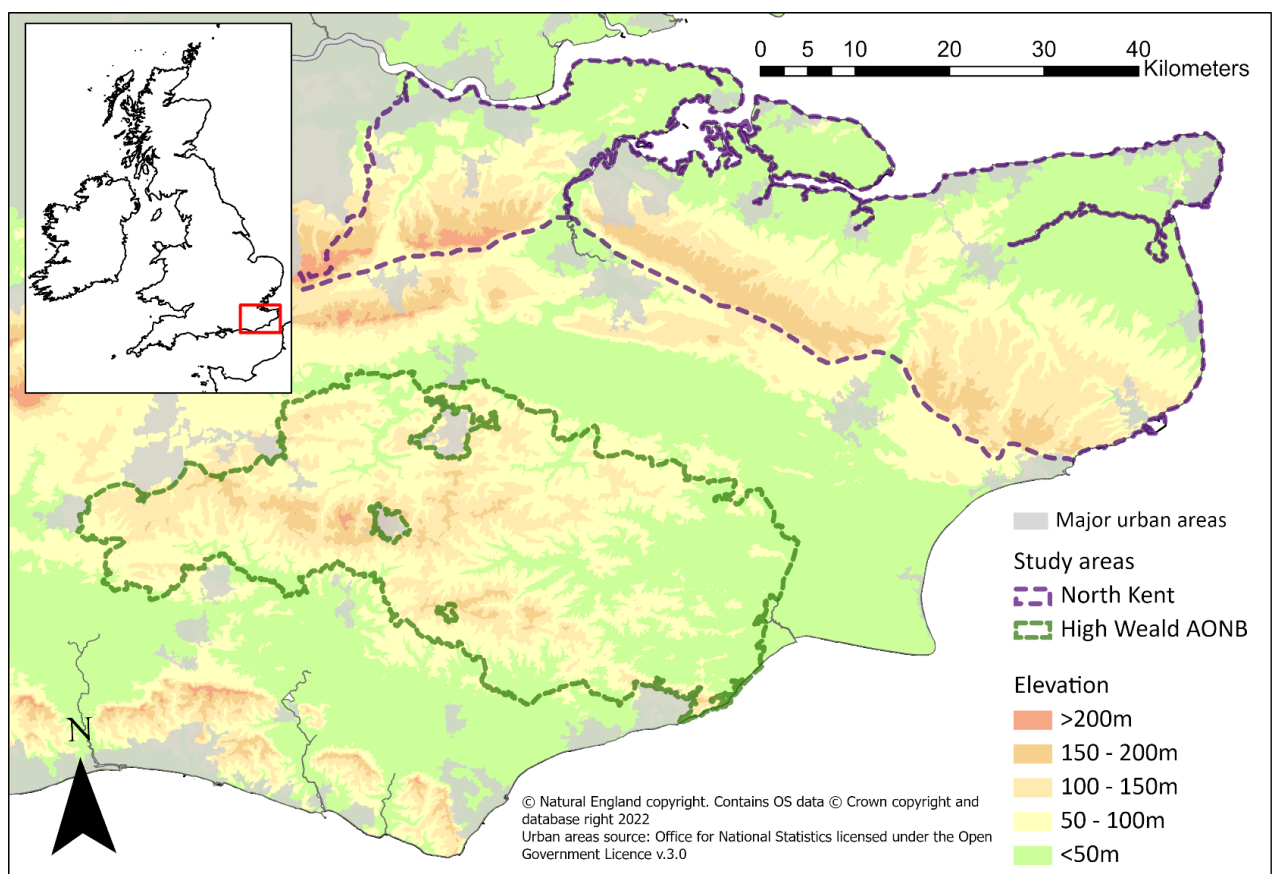 0 5 10 20 30 40
Kilometers
Major urban areas
Study areas
North Kent
High Weald AONB
Elevation
>200m
150 - 200m
100 - 150m
50 - 100m
<50m
N
© Natural England copyright. Contains OS data © Crown copyright and
database right 2022
Urban areas source: Office for National Statistics licensed under the Open
Government Licence v.3.0